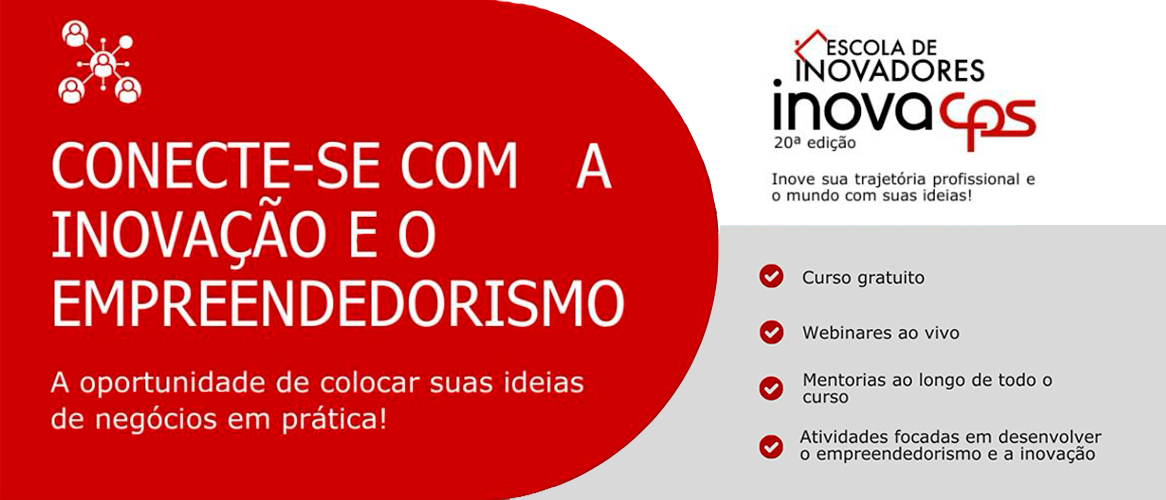 CONECTE-SE COM A
INOVAÇÃO E O
EMPREENDEDORISMO
A oportunidade de colocar suas ideias
de negócios em prática!
ESCOLA DE
INOVADORES
inovacps
20ª edição
Inove sua trajetória profissional e
o mundo com suas ideias!
Curso gratuito
Webinares ao vivo
Mentorias ao longo de todo o
curso
Atividades focadas em desenvolver
o empreendedorismo e a inovação